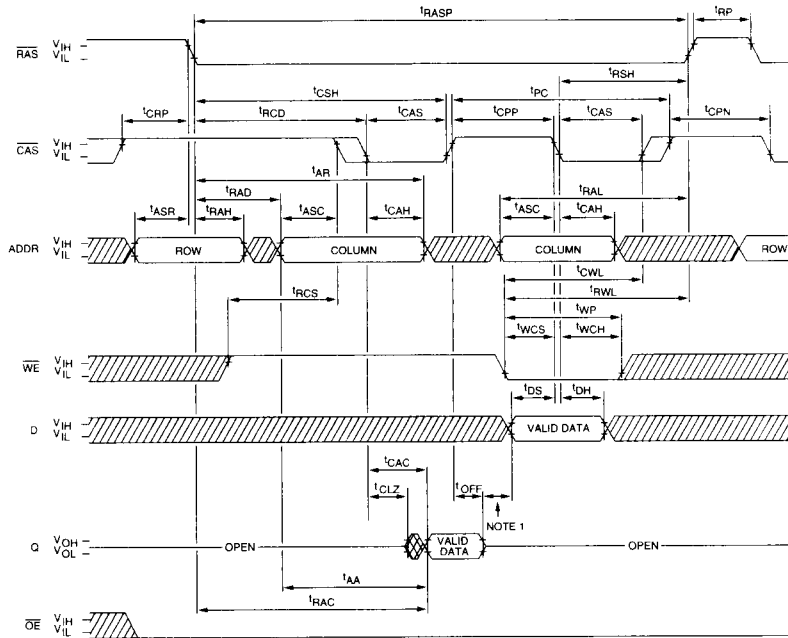 tRASP
tRP
RAS VIH VIL
tRSH
tCSH
tPC
tCRP
tRCD
tCAS
tCPP
tCAS
tCPN
CAS VIH VIL
tAR
tRAD
tRAL
tASR
tRAH
tASC
tCAH
tASC
tCAH
ADDR VIH VIL
ROW
COLUMN
COLUMN
ROW
tCWL
tRCS
tRWL
tWP
tWCS
tWCH
WE VIH VIL
tDS
tDH
D VIH VIL
VALID DATA
tCAC
tCLZ
tOFF
NOTE 1
Q VOH VOL
OPEN
VALID
DATA
OPEN
tAA
tRAC
OE VIH VIL